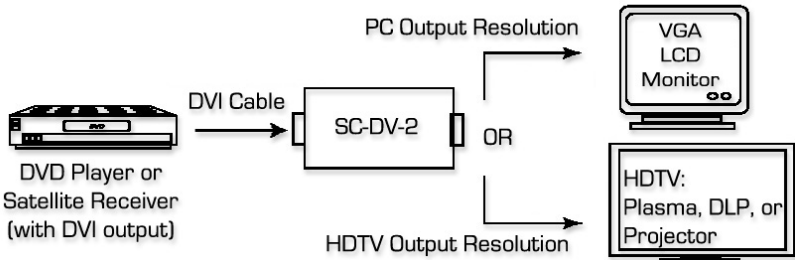 PC Output Resolution
VGA
LCD
Monitor
DVI Cable
DVD
SC-DV-2
OR
DVD Player or
Satellite Receiver
(with DVI output)
HDTV:
Plasma, DLP, or
Projector
HDTV Output Resolution